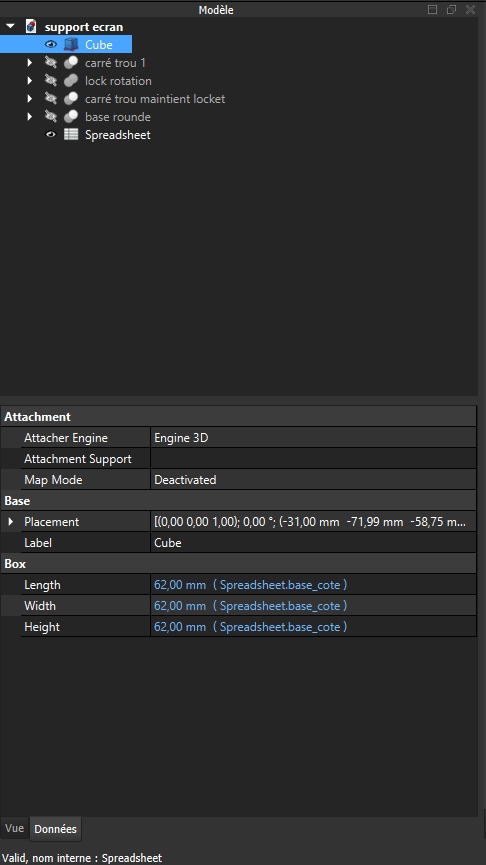 Modèle
support ecran
Cube
carré trou 1
lock rotation
carré trou maintient locket
base rounde
Spreadsheet
Attachment
Attacher Engine Engine 3D
Attachment Support
Map Mode Deactivated
Base
Placement [(0,00 0,00 1,00); 0,00 °; (-31,00 mm -71,99 mm -58,75 m...
Label Cube
Box
Length 62,00 mm ( Spreadsheet.base_cote )
Width 62,00 mm ( Spreadsheet.base_cote )
Height 62,00 mm ( Spreadsheet.base_cote )
Vue Données
Valid, nom interne : Spreadsheet